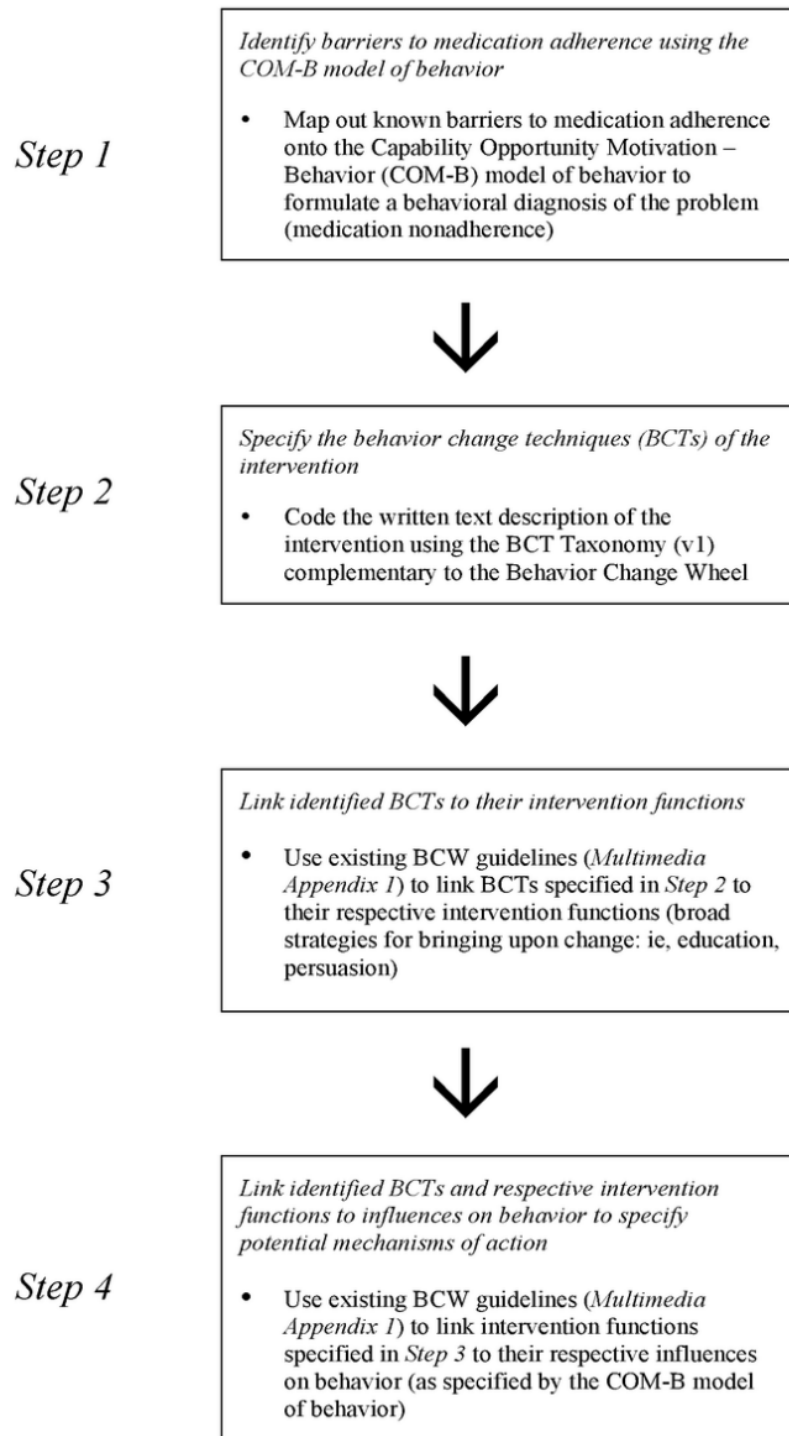 Step 1
Identify barriers to medication adherence using the
COM-B model of behavior
• Map out known barriers to medication adherence
onto the Capability Opportunity Motivation –
Behavior (COM-B) model of behavior to
formulate a behavioral diagnosis of the problem
(medication nonadherence)
Step 2
Specify the behavior change techniques (BCTs) of the
intervention
• Code the written text description of the
intervention using the BCT Taxonomy (v1)
complementary to the Behavior Change Wheel
Step 3
Link identified BCTs to their intervention functions
• Use existing BCW guidelines (Multimedia
Appendix 1) to link BCTs specified in Step 2 to
their respective intervention functions (broad
strategies for bringing upon change: ie, education,
persuasion)
Step 4
Link identified BCTs and respective intervention
functions to influences on behavior to specify
potential mechanisms of action
• Use existing BCW guidelines (Multimedia
Appendix 1) to link intervention functions
specified in Step 3 to their respective influences
on behavior (as specified by the COM-B model
of behavior)